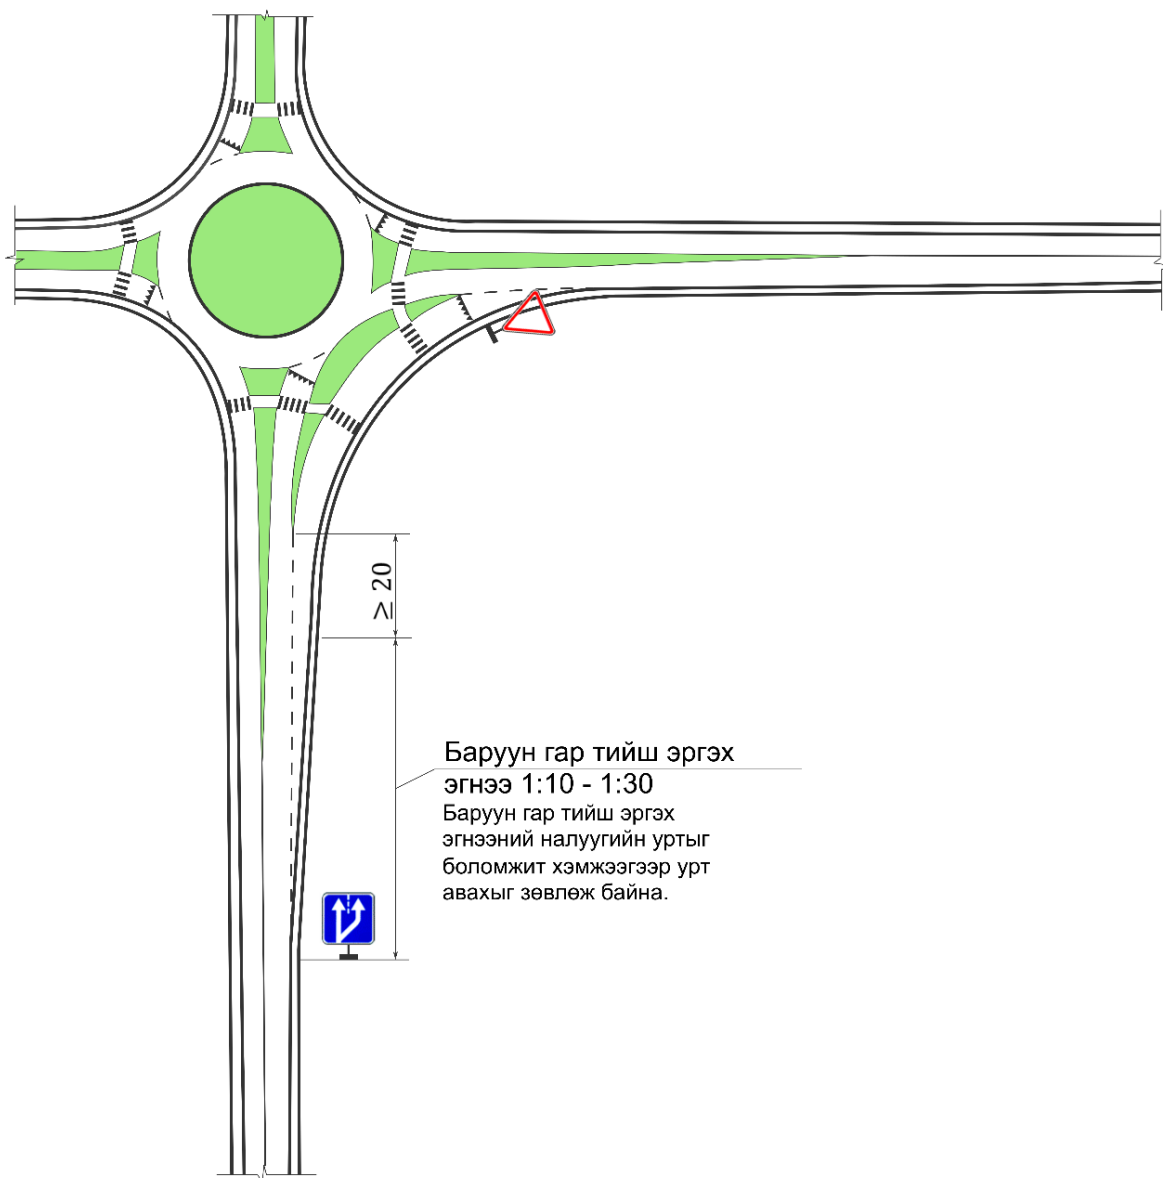 ≥ 20
Баруун гар тийш эргэх
эгнээ 1:10 - 1:30
Баруун гар тийш эргэх
эгнээний налуугийн уртыг
боломжит хэмжээгээр урт
авахыг зөвлөж байна.